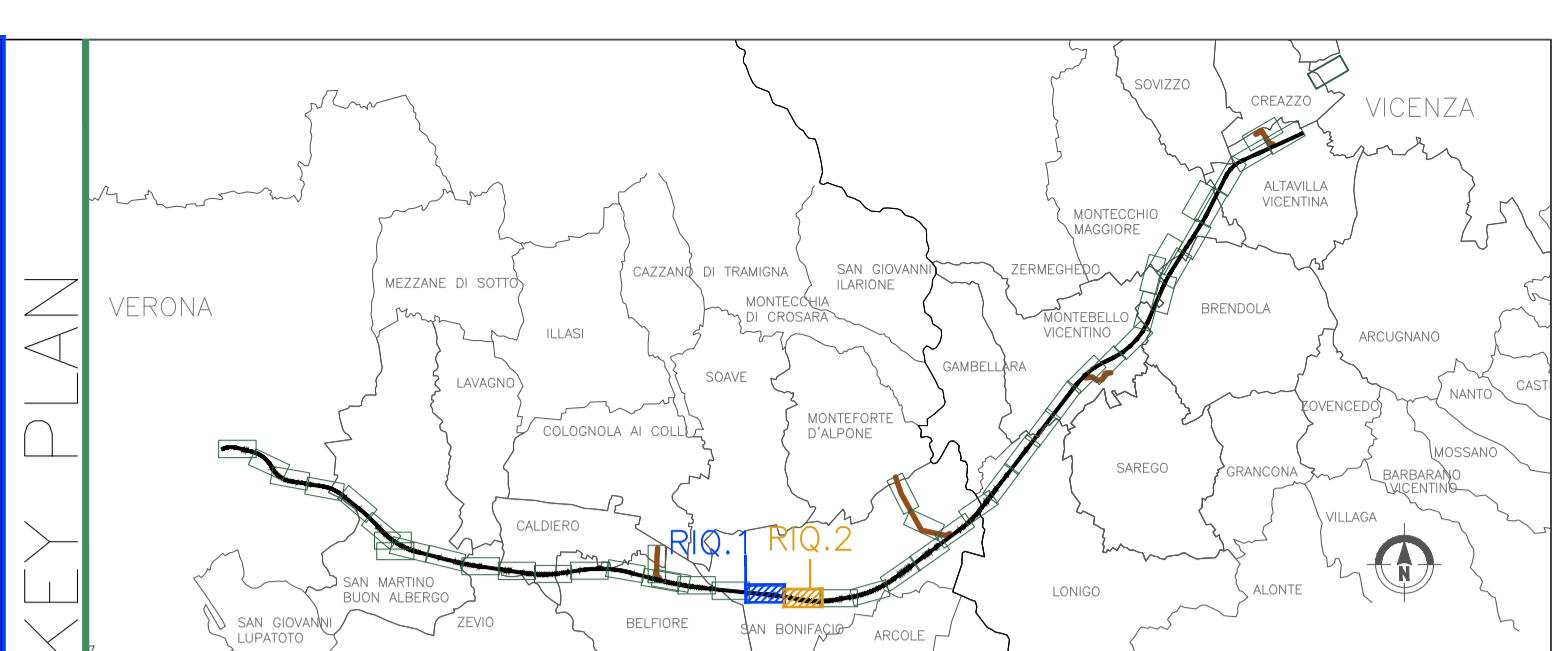 KEY PLAN
SOVIZZO
CREAZZO
VICENZA
ALTAVILLA
VICENTINA
MONTECCHIO
MAGGIORE
MEZZANE DI SOTTO
CAZZANO DI TRAMIGNA
SAN GIOVANNI
ILARIONE
ZERMEGHEDO
VERONA
MONTECCHIA
DI CROSARA
BRENDOLA
MONTEBELLO
VICENTINO
ILLASI
ARCUGNANO
GAMBELLARA
LAVAGNO
SOAVE
NANTO
CAST
ZOVENCEDO
MONTEFORTE
D'ALPONE
COLOGNOLA AI COLLI
MOSSANO
SAREGO
GRANCONA
BARBARANO
VICENTINO
VILLAGA
CALDIERO
RIQ.1
RIQ.2
N
SAN MARTINO
BUON ALBERGO
LONIGO
ALONTE
SAN GIOVANNI
LUPATOTO
ZEVIO
BELFIORE
SAN BONIFACIO
ARCOLE